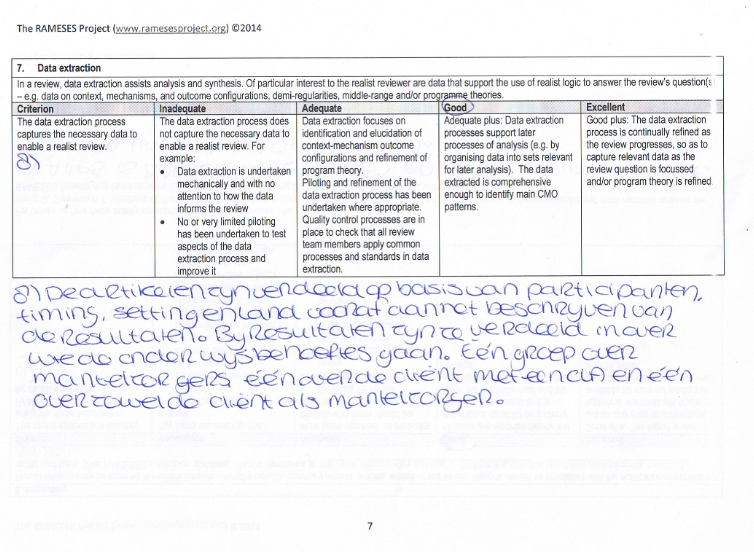 The RAMESES Project (www.ramesesproject.org) ©2014
7. Data extraction
In a review, data extraction assists analysis and synthesis. Of particular interest to the realist reviewer are data that support the use of realist logic to answer the review's question(s
– e.g. data on context, mechanisms, and outcome configurations, demi-regularities, middle-range and/or programme theories.
Criterion
The data extraction process
captures the necessary data to
enable a realist review.
8)
Inadequate
The data extraction process does
not capture the necessary data to
enable a realist review. For
example:
• Data extraction is undertaken
mechanically and with no
attention to how the data
informs the review
• No or very limited piloting
has been undertaken to test
aspects of the data
extraction process and
improve it
Adequate
Data extraction focuses on
identification and elucidation of
context-mechanism outcome
configurations and refinement of
program theory.
Piloting and refinement of the
data extraction process has been
undertaken where appropriate.
Quality control processes are in
place to check that all review
team members apply common
processes and standards in data
extraction.
Good
Adequate plus: Data extraction
processes support later
processes of analysis (e.g. by
organising data into sets relevant
for later analysis). The data
extracted is comprehensive
enough to identify main CMO
patterns.
Excellent
Good plus: The data extraction
process is continually refined as
the review progresses, so as to
capture relevant data as the
review question is focussed
and/or program theory is refined
8) De artikelen zijn verdeeld op basis van participanten,
timing, setting en land voorafgaand aan het beschrijven van
de resultaten. Bij Resultaten zijn ze verdeeld in over
wie de onderwijsbehoeftes gaan. Eén groep over
mantelzorgers, één over de cliënt met een CVA en één
over zowel de cliënt als mantelzorger.
7